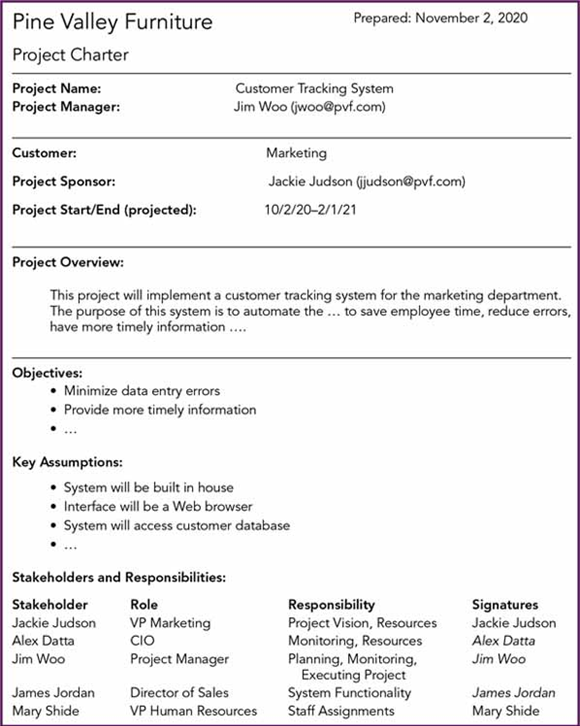 Pine Valley Furniture Prepared: November 2, 2020
Project Charter
Project Name: Customer Tracking System
Project Manager: Jim Woo (jwoo@pvf.com)
Customer: Marketing
Project Sponsor: Jackie Judson (jjudson@pvf.com)
Project Start/End (projected): 10/2/20–2/1/21
Project Overview:
This project will implement a customer tracking system for the marketing department.
The purpose of this system is to automate the … to save employee time, reduce errors,
have more timely information ….
Objectives:
• Minimize data entry errors
• Provide more timely information
• …
Key Assumptions:
• System will be built in house
• Interface will be a Web browser
• System will access customer database
• …
Stakeholders and Responsibilities:
Stakeholder Role Responsibility Signatures
Jackie Judson VP Marketing Project Vision, Resources Jackie Judson
Alex Datta CIO Monitoring, Resources Alex Datta
Jim Woo Project Manager Planning, Monitoring, Jim Woo
Executing Project
James Jordan Director of Sales System Functionality James Jordan
Mary Shide VP Human Resources Staff Assignments Mary Shide